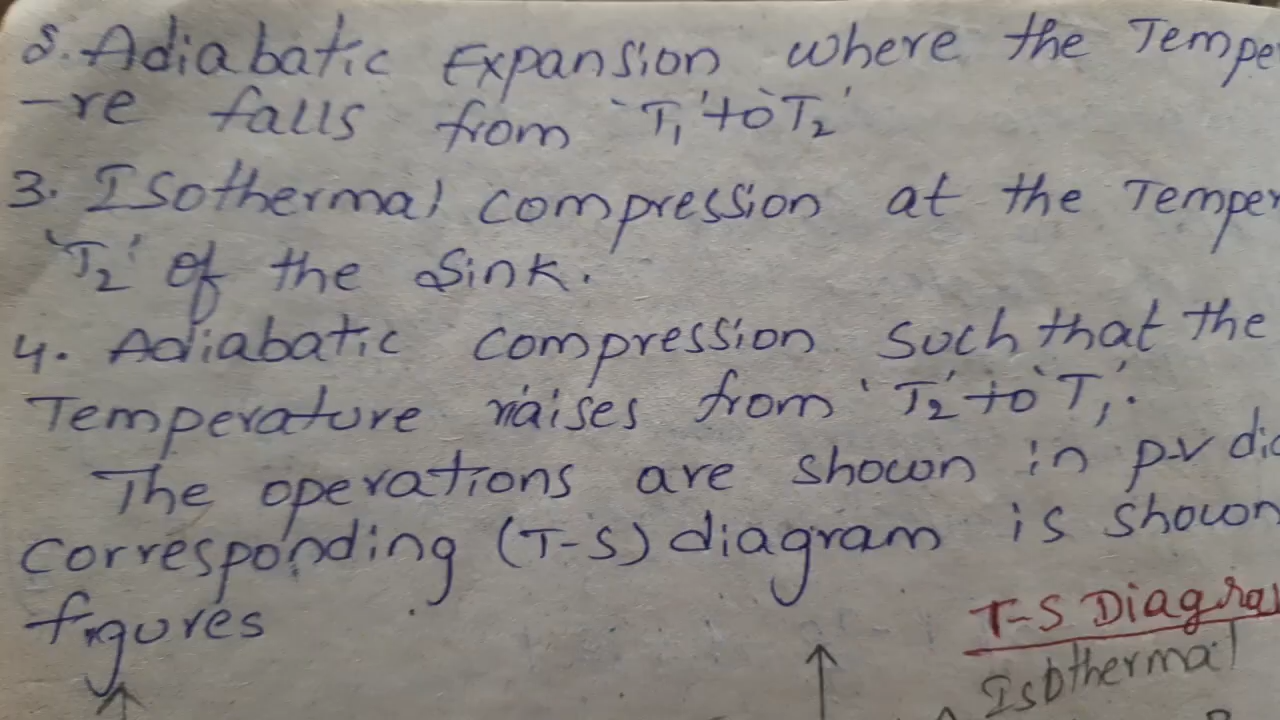 2. Adiabatic Expansion where the Tempe
-re falls from 'T₁' to 'T₂'
3. Isothermal compression at the Temper
'T₂' of the Sink.
4. Adiabatic compression such that the
Temperature raises from 'T₂' to 'T₁'.
The operations are shown in p-v dia
corresponding (T-S) diagram is shown
figures
T-S Diagra
Isothermal